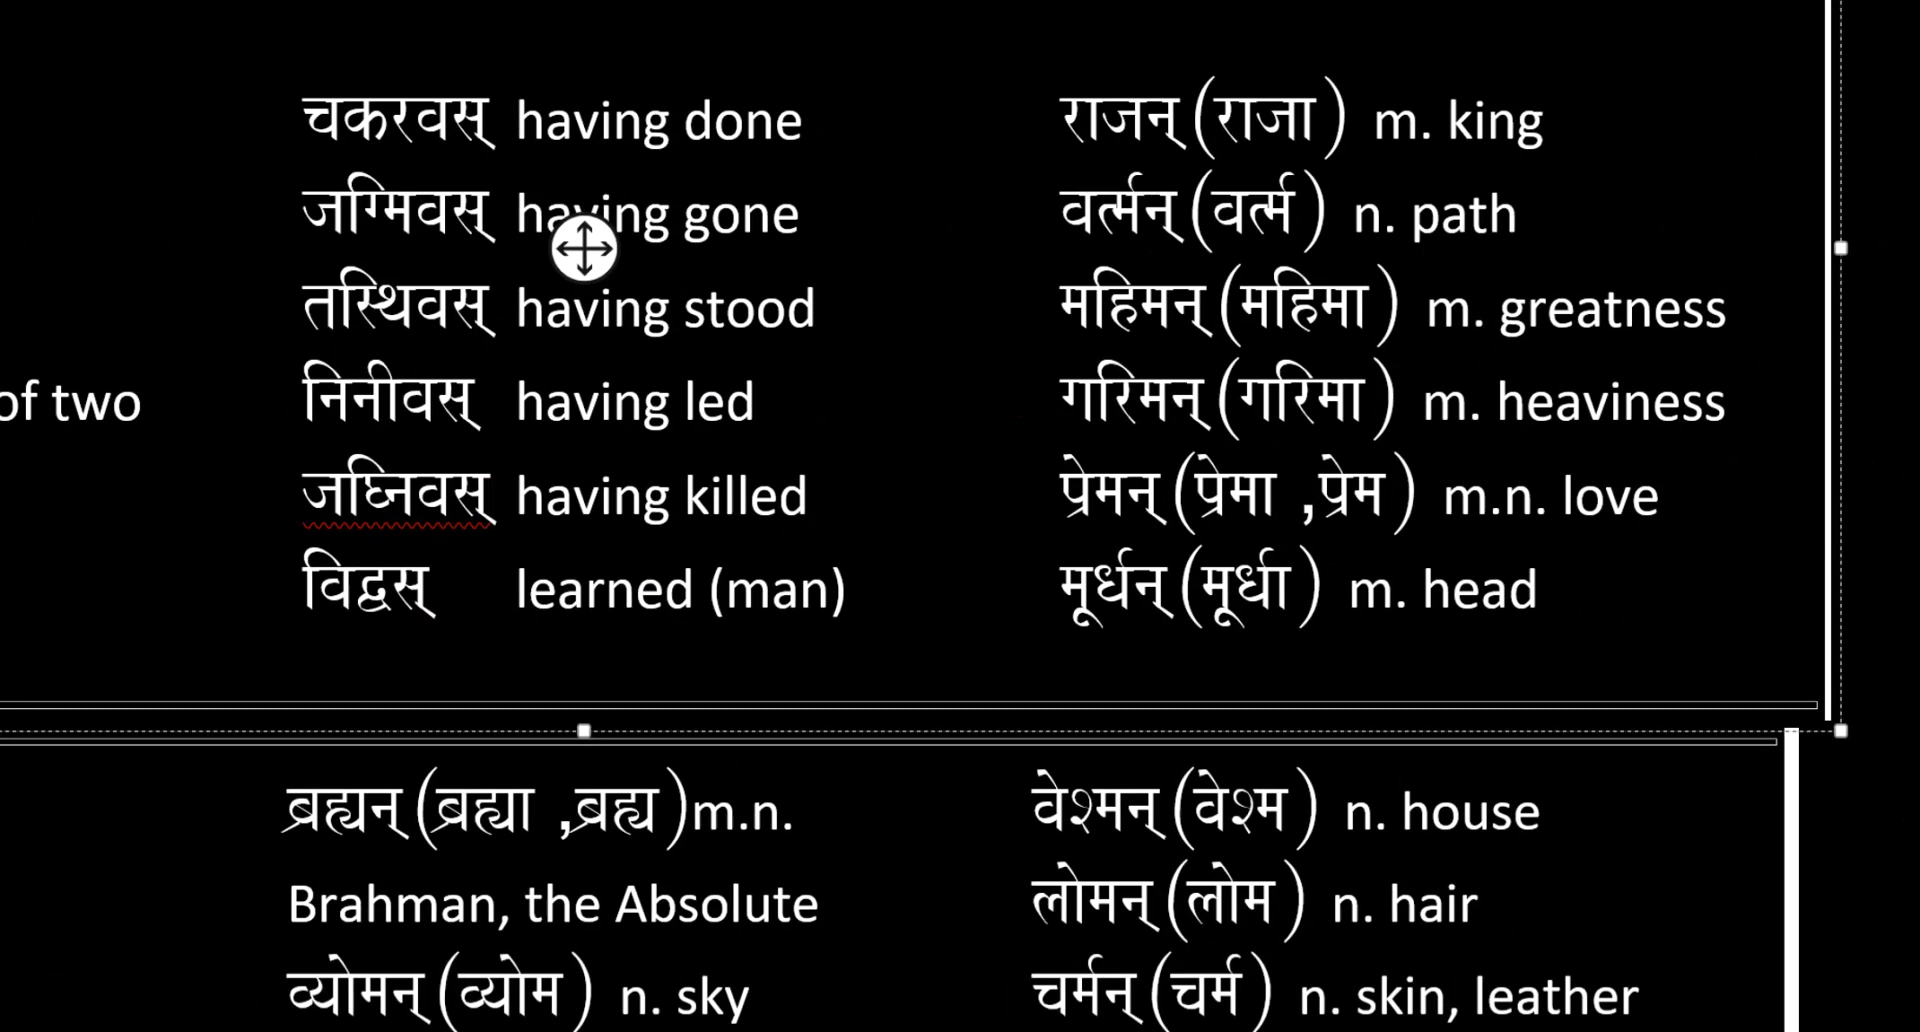 of two
चकरवस् having done
जग्मिवस् having gone
तस्थिवस् having stood
निनीवस् having led
जघ्निवस् having killed
विद्वस् learned (man)
राजन् (राजा ) m. king
वर्त्मन् (वर्त्म ) n. path
महिमन् (महिमा ) m. greatness
गरिमन् (गरिमा ) m. heaviness
प्रेमन् (प्रेमा ,प्रेम ) m.n. love
मूर्धन् (मूर्धा ) m. head
ब्रह्यन् (ब्रह्या ,ब्रह्य )m.n.
Brahman, the Absolute
व्योमन् (व्योम ) n. sky
वेश्मन् (वेश्म ) n. house
लोमन् (लोम ) n. hair
चर्मन् (चर्म ) n. skin, leather